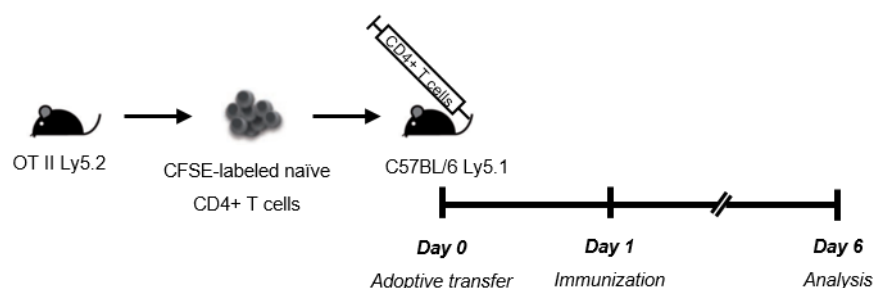 CD4+ T cells
OT II Ly5.2
CFSE-labeled naïve
CD4+ T cells
C57BL/6 Ly5.1
Day 0
Adoptive transfer
Day 1
Immunization
Day 6
Analysis